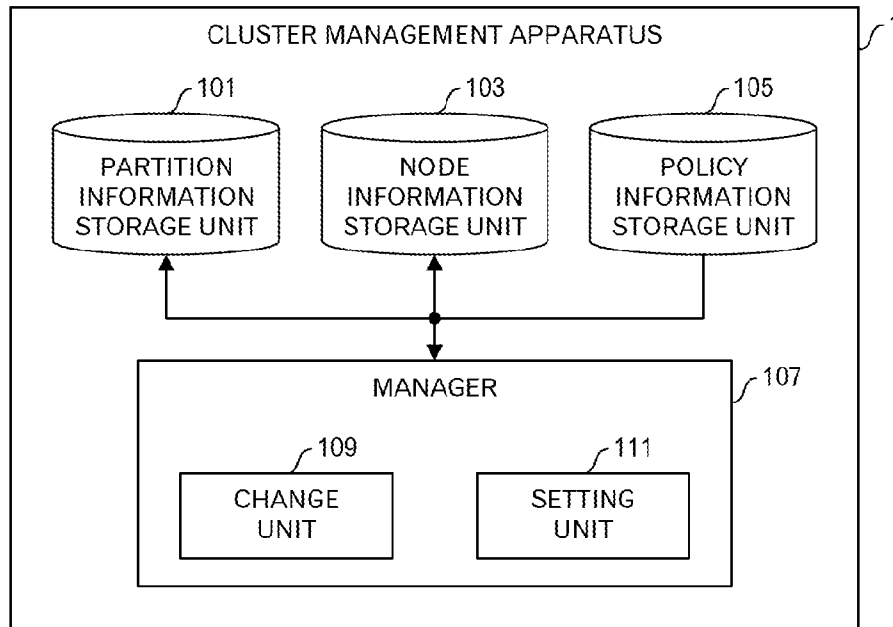 CLUSTER MANAGEMENT APPARATUS
101
103
105
PARTITION
INFORMATION
STORAGE UNIT
NODE
INFORMATION
STORAGE UNIT
POLICY
INFORMATION
STORAGE UNIT
MANAGER
107
109
111
CHANGE
UNIT
SETTING
UNIT